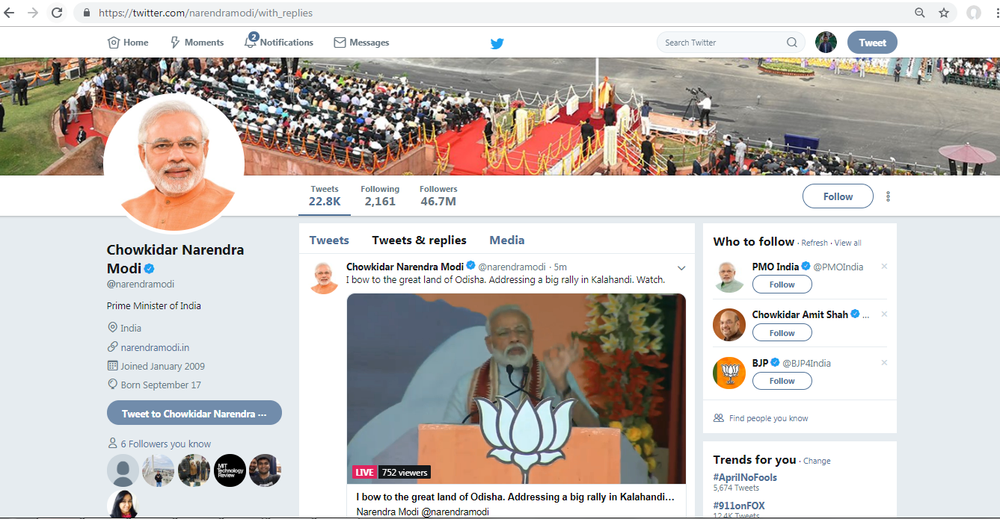 https://twitter.com/narendramodi/with_replies
Home
Moments
2
Notifications
Messages
Search Twitter
Tweet
Tweets
22.8K
Following
2,161
Followers
46.7M
Follow
Chowkidar Narendra
Modi
@narendramodi
Prime Minister of India
India
narendramodi.in
Joined January 2009
Born September 17
Tweet to Chowkidar Narendra ...
6 Followers you know
MIT
Technology
Review
Tweets
Tweets & replies
Media
Chowkidar Narendra Modi @narendramodi · 5m
I bow to the great land of Odisha. Addressing a big rally in Kalahandi. Watch.
LIVE 752 viewers
I bow to the great land of Odisha. Addressing a big rally in Kalahandi...
Narendra Modi @narendramodi
Who to follow · Refresh · View all
PMO India @PMOIndia
Follow
Chowkidar Amit Shah ...
Follow
BJP @BJP4India
Follow
Find people you know
Trends for you · Change
#AprilNoFools
5,674 Tweets
#911onFOX
12.4K Tweets